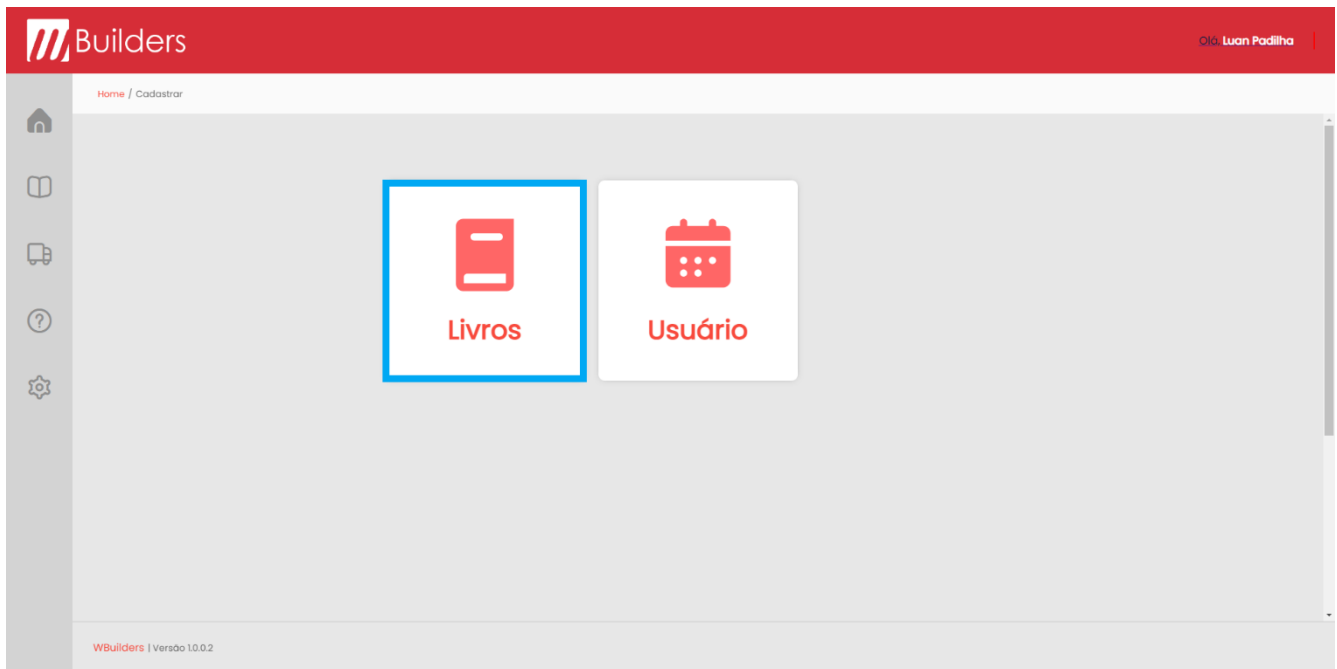 Builders
Olá, Luan Padilha
Home / Cadastrar
Livros
Usuário
WBuilders | Versão 1.0.0.2